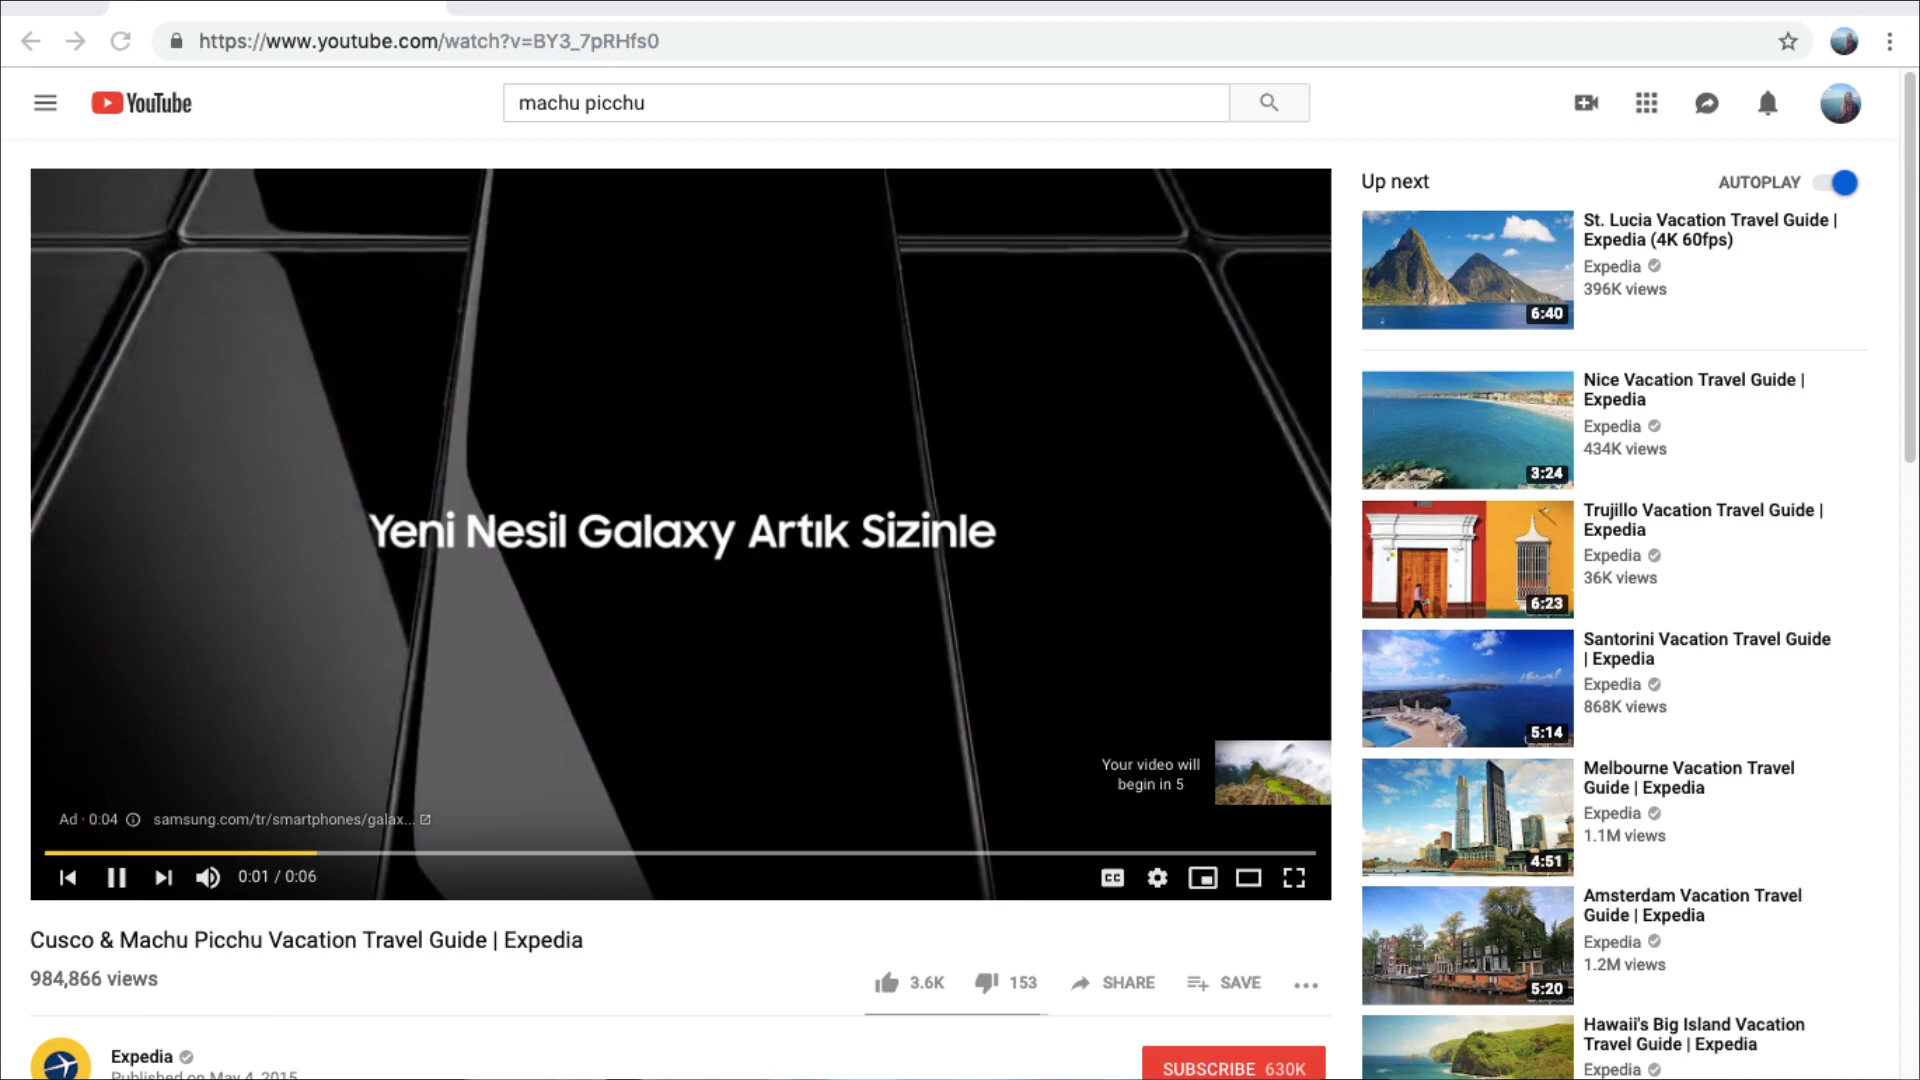 https://www.youtube.com/watch?v=BY3_7pRHfs0
YouTube
machu picchu
Yeni Nesil Galaxy Artık Sizinle
Your video will
begin in 5
Ad · 0:04
samsung.com/tr/smartphones/galax...
0:01 / 0:06
CC
Cusco & Machu Picchu Vacation Travel Guide | Expedia
984,866 views
3.6K
153
SHARE
SAVE
Expedia
Published on May 4, 2015
SUBSCRIBE 630K
Up next
AUTOPLAY
St. Lucia Vacation Travel Guide |
Expedia (4K 60fps)
Expedia
396K views
6:40
Nice Vacation Travel Guide |
Expedia
Expedia
434K views
3:24
Trujillo Vacation Travel Guide |
Expedia
Expedia
36K views
6:23
Santorini Vacation Travel Guide
| Expedia
Expedia
868K views
5:14
Melbourne Vacation Travel
Guide | Expedia
Expedia
1.1M views
4:51
Amsterdam Vacation Travel
Guide | Expedia
Expedia
1.2M views
5:20
Hawaii's Big Island Vacation
Travel Guide | Expedia
Expedia